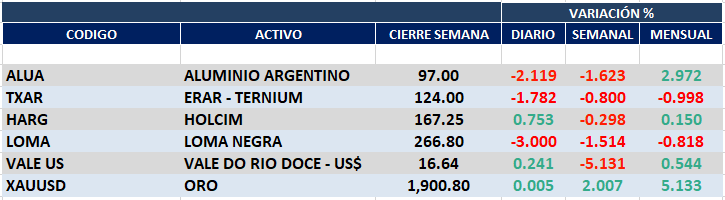 VARIACIÓN %
CODIGO ACTIVO CIERRE SEMANA DIARIO SEMANAL MENSUAL
ALUA ALUMINIO ARGENTINO 97.00 -2.119 -1.623 2.972
TXAR ERAR - TERNIUM 124.00 -1.782 -0.800 -0.998
HARG HOLCIM 167.25 0.753 -0.298 0.150
LOMA LOMA NEGRA 266.80 -3.000 -1.514 -0.818
VALE US VALE DO RIO DOCE - US$ 16.64 0.241 -5.131 0.544
XAUUSD ORO 1,900.80 0.005 2.007 5.133